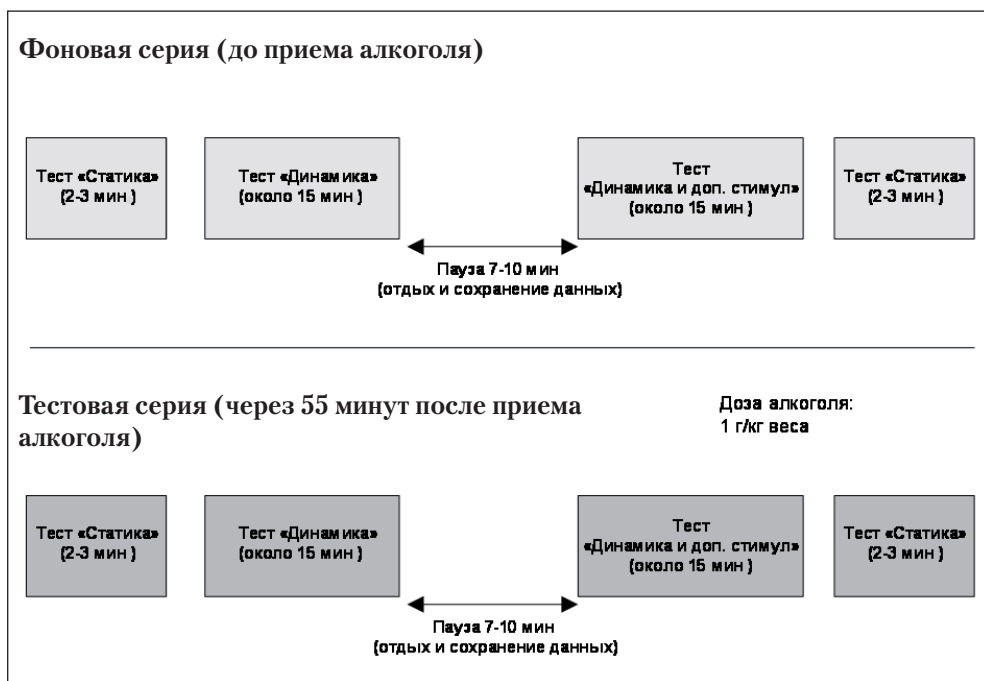 Фоновая серия (до приема алкоголя)
Тест «Статика»
(2-3 мин )
Тест «Динамика»
(около 15 мин )
Тест
«Динамика и доп. стимул»
(около 15 мин )
Тест «Статика»
(2-3 мин )
Пауза 7-10 мин
(отдых и сохранение данных)
Тестовая серия (через 55 минут после приема
алкоголя)
Доза алкоголя:
1 г/кг веса
Тест «Статика»
(2-3 мин )
Тест «Динамика»
(около 15 мин )
Тест
«Динамика и доп. стимул»
(около 15 мин )
Тест «Статика»
(2-3 мин )
Пауза 7-10 мин
(отдых и сохранение данных)